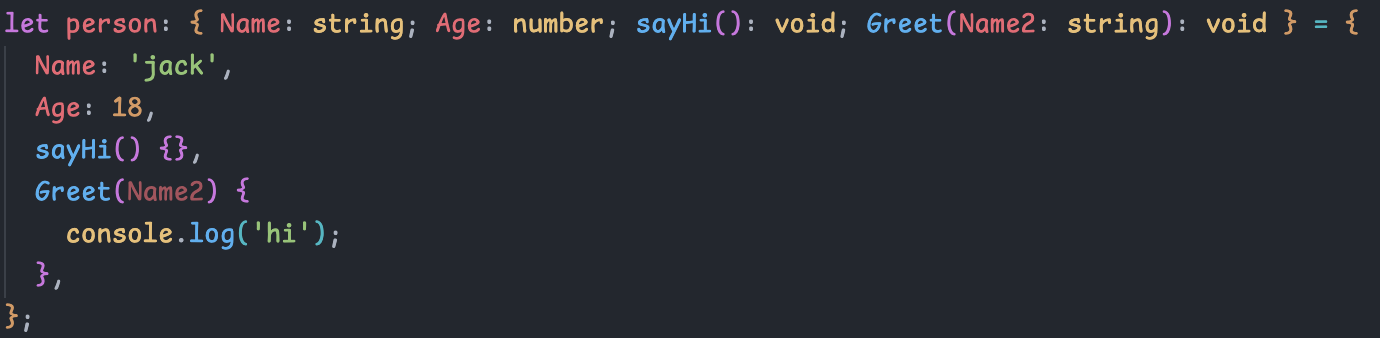 let person: { Name: string; Age: number; sayHi(): void; Greet(Name2: string): void } = {
  Name: 'jack',
  Age: 18,
  sayHi() {},
  Greet(Name2) {
    console.log('hi');
  },
};